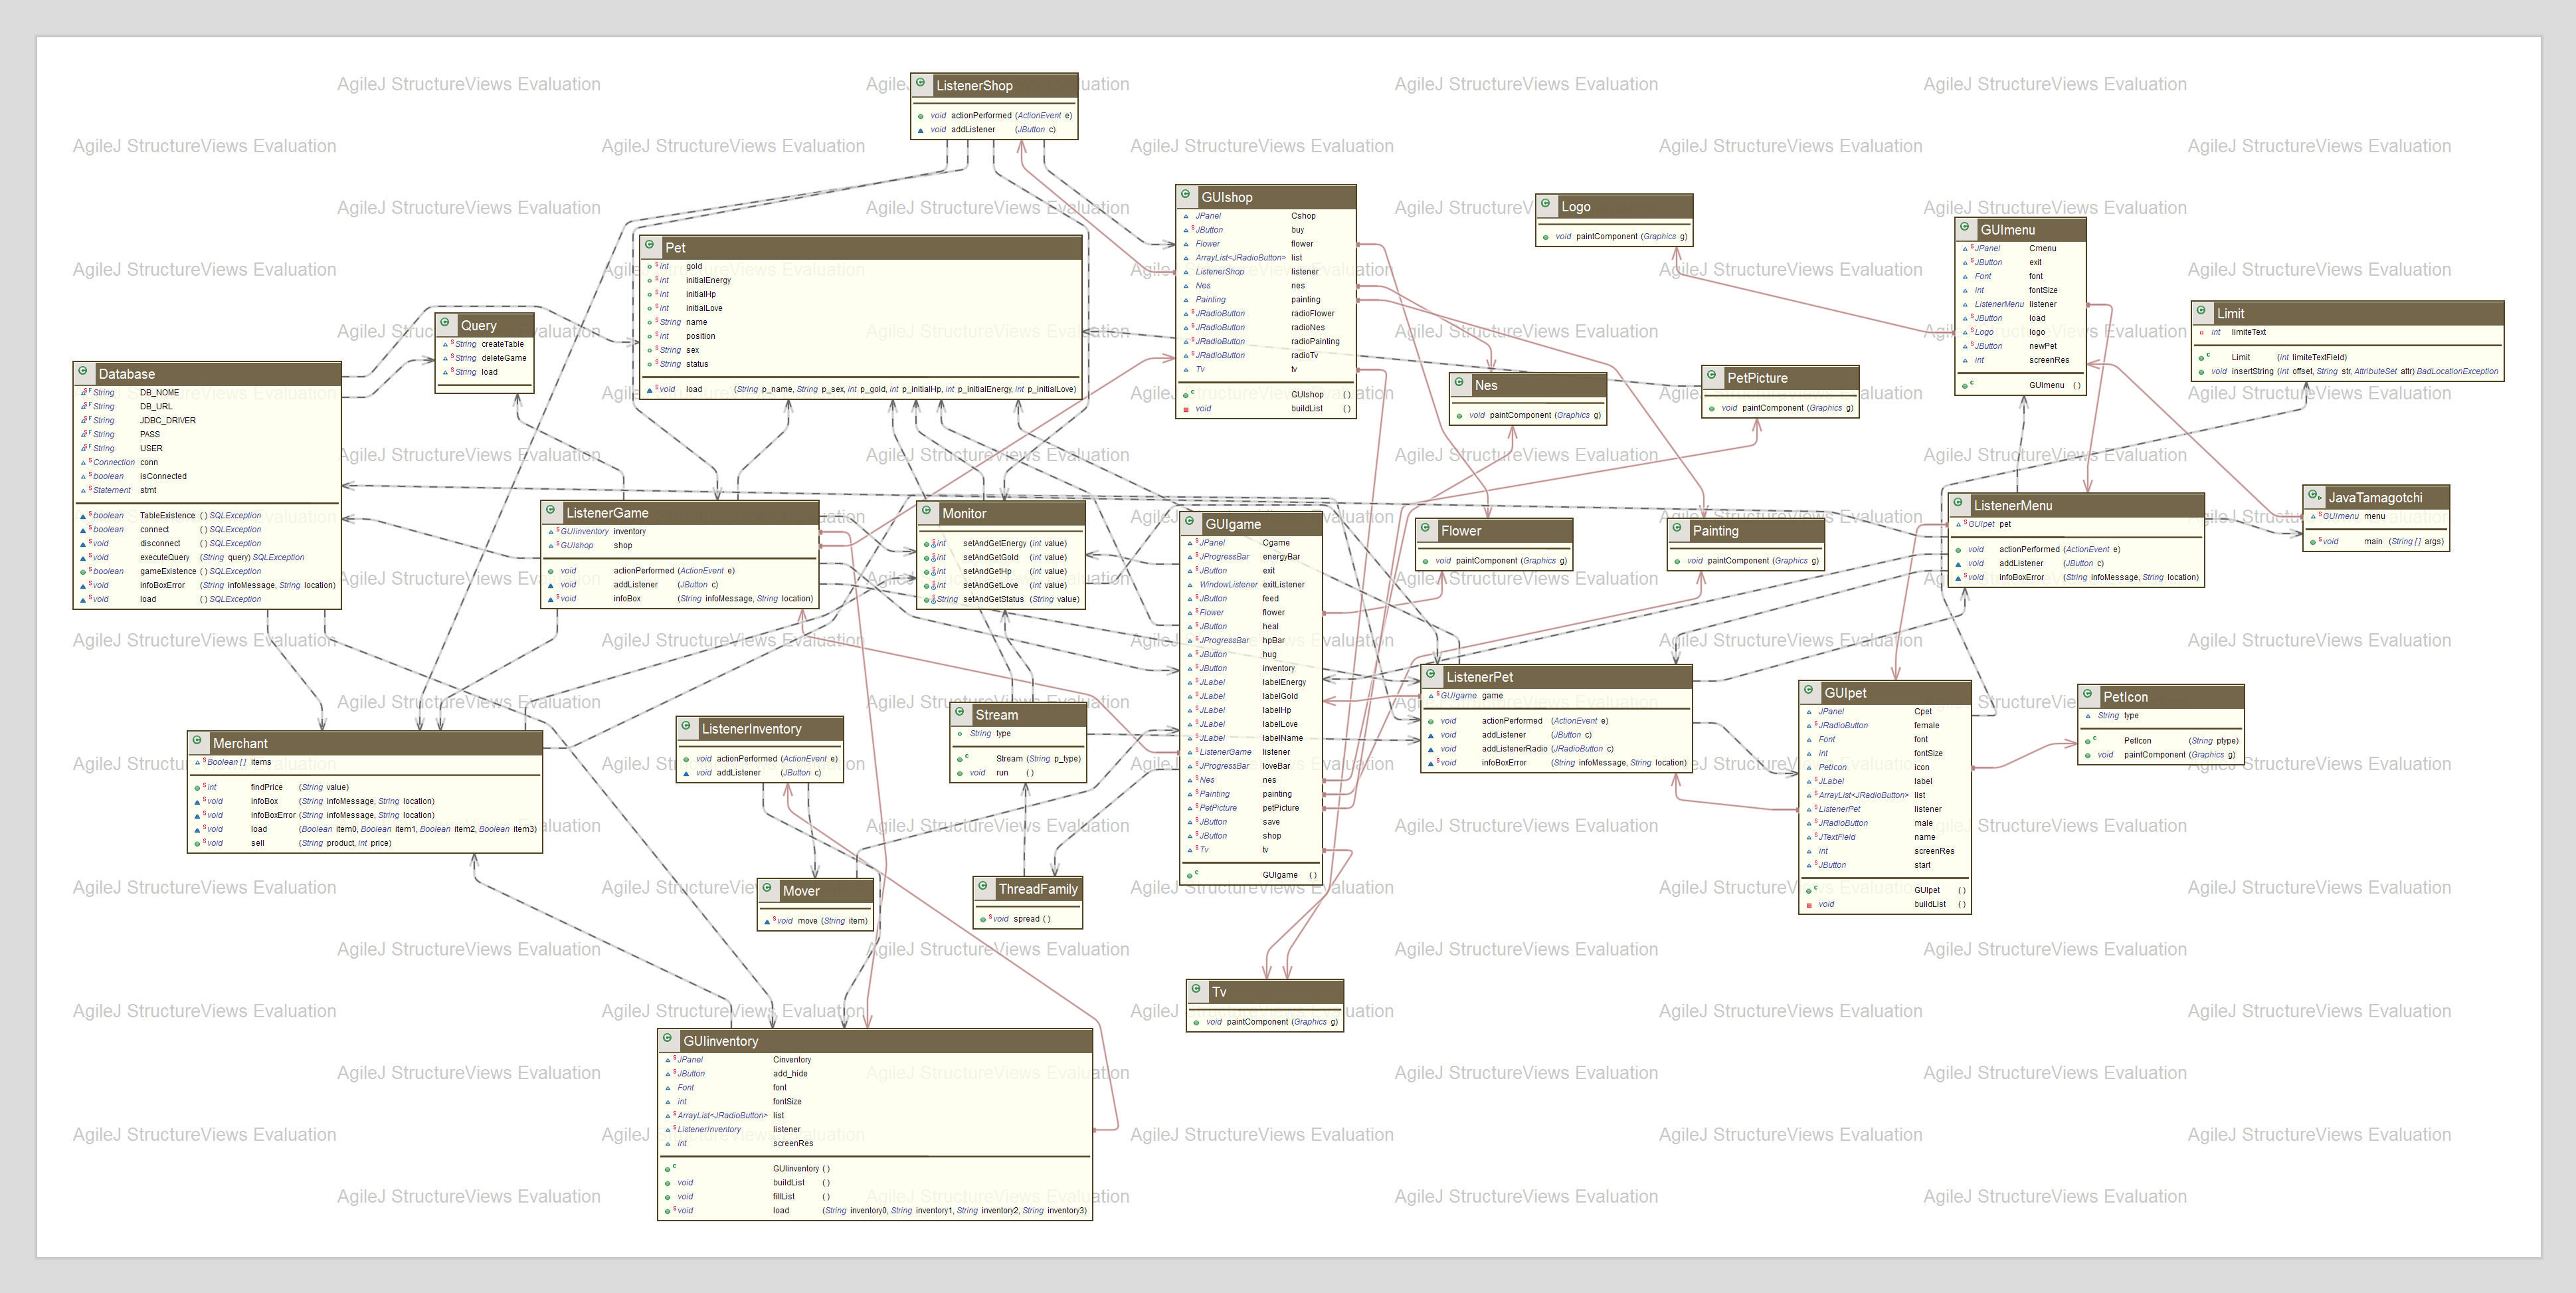 AgileJ StructureViews Evaluation
ListenerShop
void actionPerformed (ActionEvent e)
void addListener (JButton c)
GUIshop
JPanel Cshop
JButton buy
Flower flower
ArrayList<JRadioButton> list
ListenerShop listener
Nes nes
Painting painting
JRadioButton radioFlower
JRadioButton radioNes
JRadioButton radioPainting
JRadioButton radioTv
Tv tv
GUIshop ()
void buildList ()
Logo
void paintComponent (Graphics g)
GUImenu
JPanel Cmenu
JButton exit
Font font
int fontSize
ListenerMenu listener
JButton load
Logo logo
JButton newPet
int screenRes
GUImenu ()
Pet
int gold
int initialEnergy
int initialHp
int initialLove
String name
int position
String sex
String status
void load (String p_name, String p_sex, int p_gold, int p_initialHp, int p_initialEnergy, int p_initialLove)
Limit
int limiteText
Limit (int limiteTextField)
void insertString (int offset, String str, AttributeSet attr) BadLocationException
Query
String createTable
String deleteGame
String load
Database
String DB_NOME
String DB_URL
String JDBC_DRIVER
String PASS
String USER
Connection conn
boolean isConnected
Statement stmt
boolean TableExistence () SQLException
boolean connect () SQLException
void disconnect () SQLException
void executeQuery (String query) SQLException
boolean gameExistence () SQLException
void infoBoxError (String infoMessage, String location)
void load () SQLException
Nes
void paintComponent (Graphics g)
PetPicture
void paintComponent (Graphics g)
ListenerGame
GUIinventory inventory
GUIshop shop
void actionPerformed (ActionEvent e)
void addListener (JButton c)
void infoBox (String infoMessage, String location)
Monitor
int setAndGetEnergy (int value)
int setAndGetGold (int value)
int setAndGetHp (int value)
int setAndGetLove (int value)
String setAndGetStatus (String value)
GUIgame
JPanel Cgame
JProgressBar energyBar
JButton exit
WindowListener exitListener
JButton feed
Flower flower
JButton heal
JProgressBar hpBar
JButton hug
JButton inventory
JLabel labelEnergy
JLabel labelGold
JLabel labelHp
JLabel labelLove
JLabel labelName
ListenerGame listener
JProgressBar loveBar
Nes nes
Painting painting
PetPicture petPicture
JButton save
JButton shop
Tv tv
GUIgame ()
Flower
void paintComponent (Graphics g)
Painting
void paintComponent (Graphics g)
ListenerMenu
GUIpet pet
void actionPerformed (ActionEvent e)
void addListener (JButton c)
void infoBoxError (String infoMessage, String location)
JavaTamagotchi
GUImenu menu
void main (String[] args)
ListenerPet
GUIgame game
void actionPerformed (ActionEvent e)
void addListener (JButton c)
void addListenerRadio (JRadioButton c)
void infoBoxError (String infoMessage, String location)
GUIpet
JPanel Cpet
JRadioButton female
Font font
int fontSize
PetIcon icon
JLabel label
ArrayList<JRadioButton> list
ListenerPet listener
JRadioButton male
JTextField name
int screenRes
JButton start
GUIpet ()
void buildList ()
PetIcon
String type
PetIcon (String ptype)
void paintComponent (Graphics g)
Merchant
Boolean[] items
int findPrice (String value)
void infoBox (String infoMessage, String location)
void infoBoxError (String infoMessage, String location)
void load (Boolean item0, Boolean item1, Boolean item2, Boolean item3)
void sell (String product, int price)
ListenerInventory
void actionPerformed (ActionEvent e)
void addListener (JButton c)
Stream
String type
Stream (String p_type)
void run ()
Mover
void move (String item)
ThreadFamily
void spread ()
Tv
void paintComponent (Graphics g)
GUIinventory
JPanel Cinventory
JButton add_hide
Font font
int fontSize
ArrayList<JRadioButton> list
ListenerInventory listener
int screenRes
GUIinventory ()
void buildList ()
void fillList ()
void load (String inventory0, String inventory1, String inventory2, String inventory3)